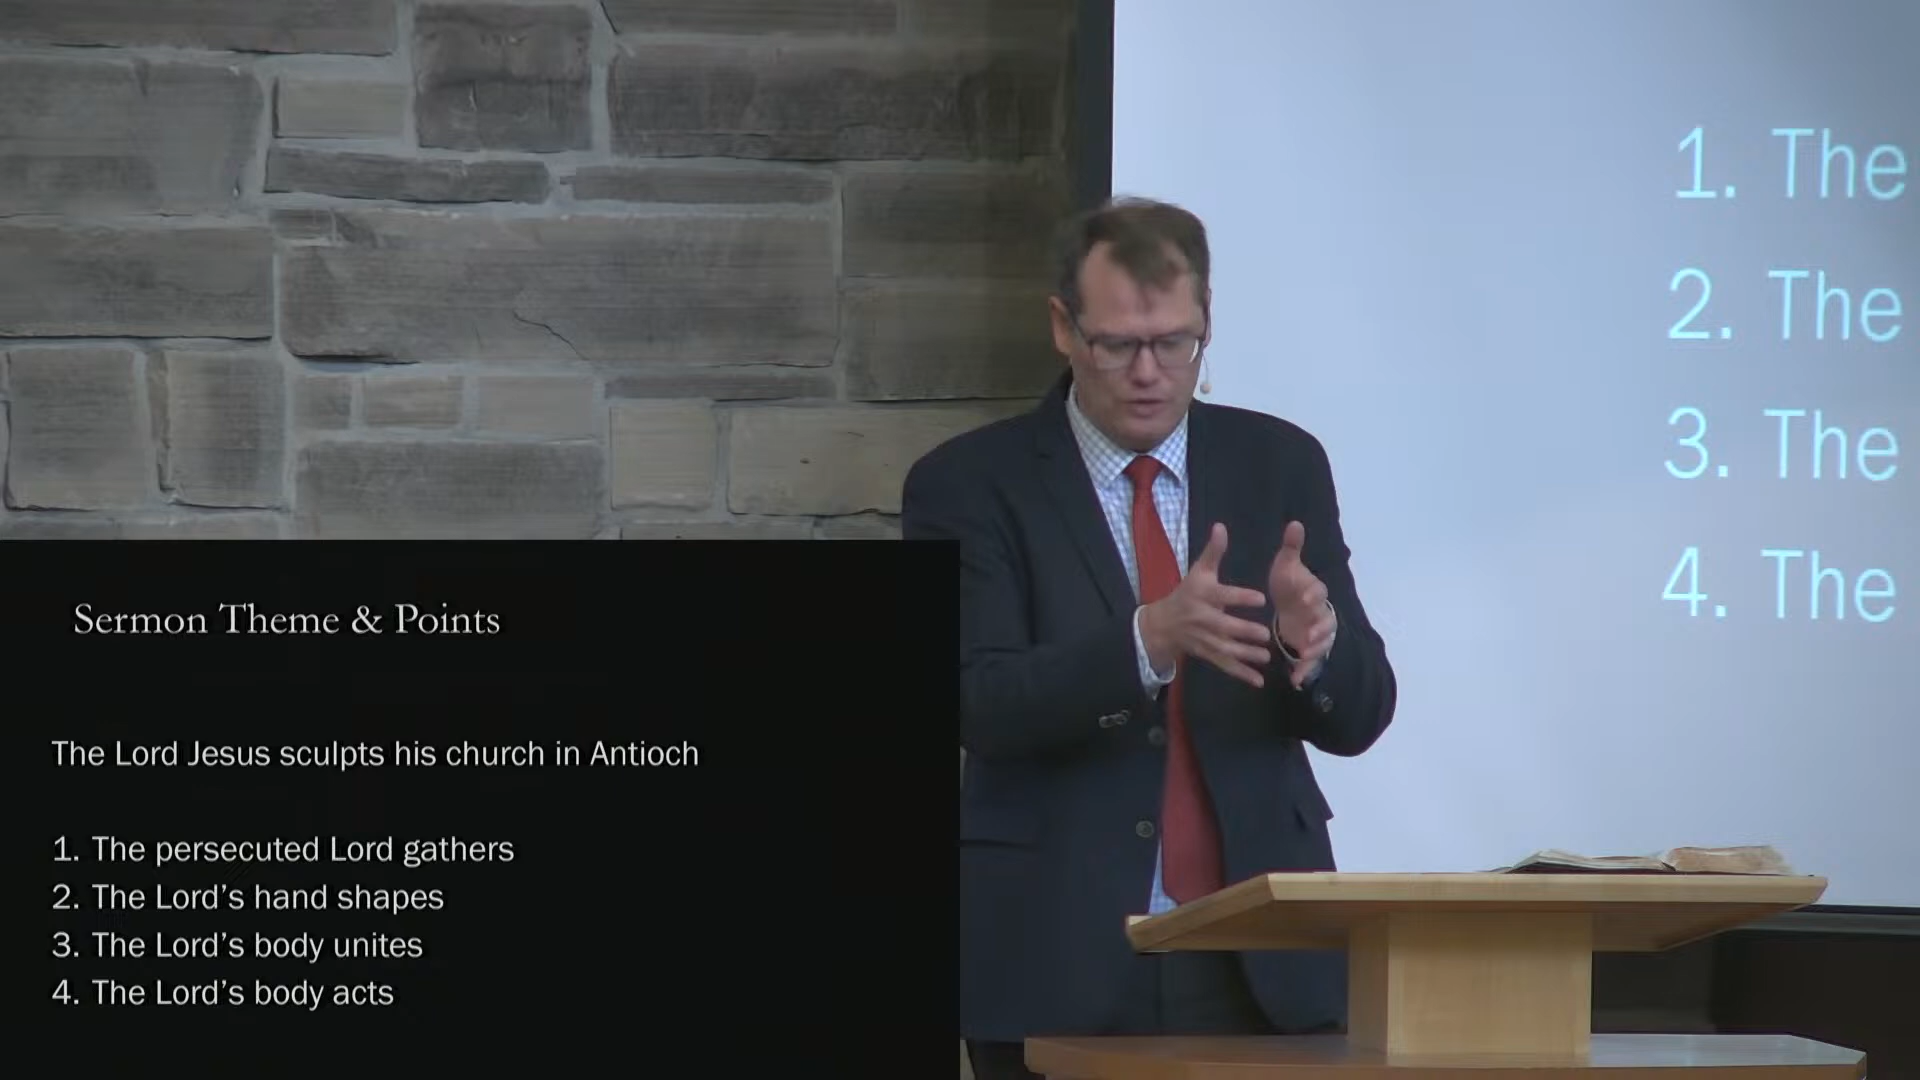 1. The
2. The
3. The
4. The
Sermon Theme & Points
The Lord Jesus sculpts his church in Antioch
1. The persecuted Lord gathers
2. The Lord’s hand shapes
3. The Lord’s body unites
4. The Lord’s body acts